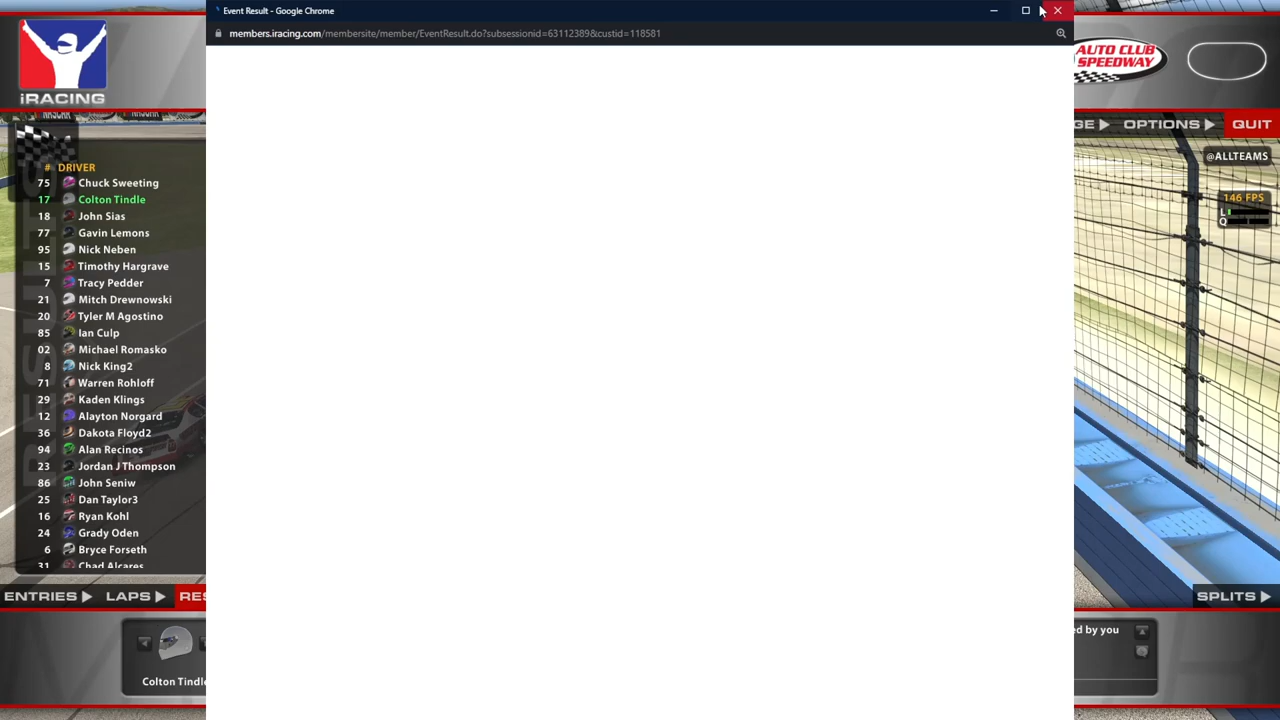 Event Result - Google Chrome
members.iracing.com/membersite/member/EventResult.do?subsessionid=63112389&custid=118581
iRACING
AUTO CLUB
SPEEDWAY
GE
OPTIONS
QUIT
@ALLTEAMS
146 FPS
L
Q
# DRIVER
75 Chuck Sweeting
17 Colton Tindle
18 John Sias
77 Gavin Lemons
95 Nick Neben
15 Timothy Hargrave
7 Tracy Pedder
21 Mitch Drewnowski
20 Tyler M Agostino
85 Ian Culp
02 Michael Romasko
8 Nick King2
71 Warren Rohloff
29 Kaden Klings
12 Alayton Norgard
36 Dakota Floyd2
94 Alan Recinos
23 Jordan J Thompson
86 John Seniw
25 Dan Taylor3
16 Ryan Kohl
24 Grady Oden
6 Bryce Forseth
31 Chad Alcares
ENTRIES
LAPS
RES
SPLITS
ed by you
Colton Tindle